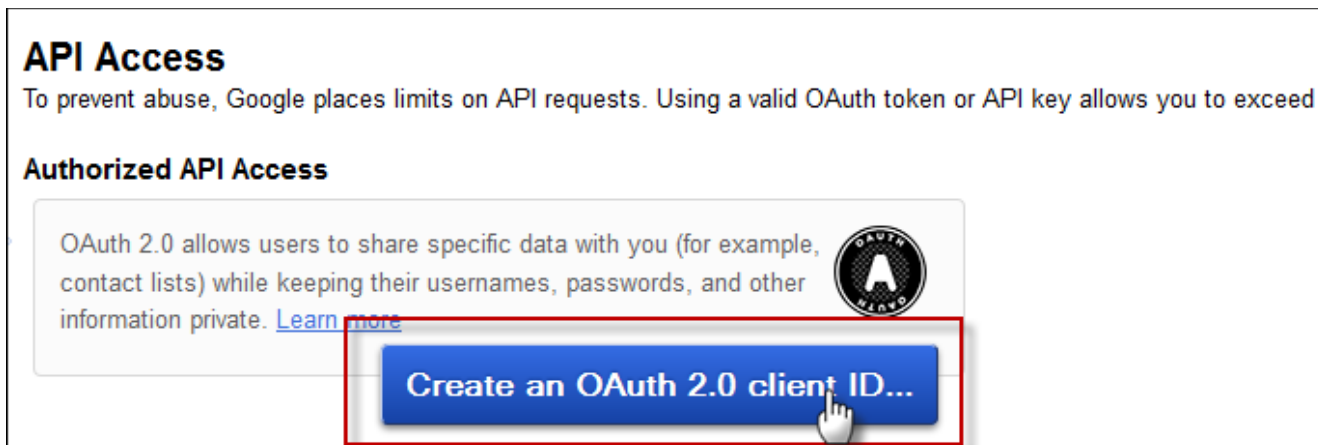 API Access
To prevent abuse, Google places limits on API requests. Using a valid OAuth token or API key allows you to exceed
Authorized API Access
OAuth 2.0 allows users to share specific data with you (for example,
contact lists) while keeping their usernames, passwords, and other
information private. Learn more
OAUTH
A
OAUTH
Create an OAuth 2.0 client ID...